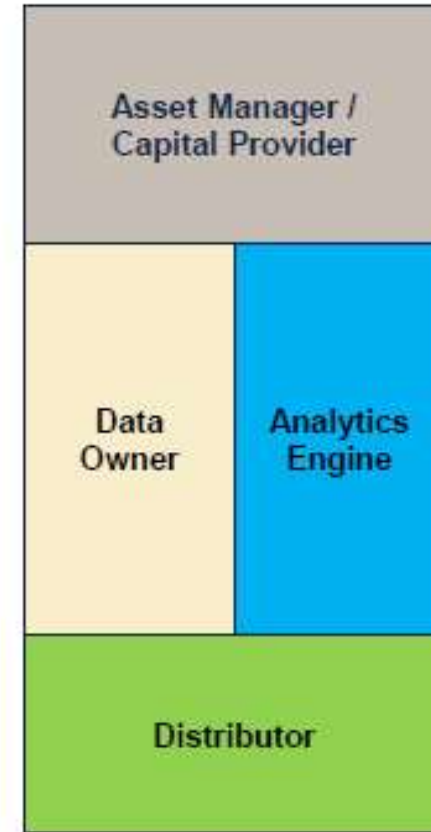 Asset Manager /
Capital Provider
Data
Owner
Analytics
Engine
Distributor